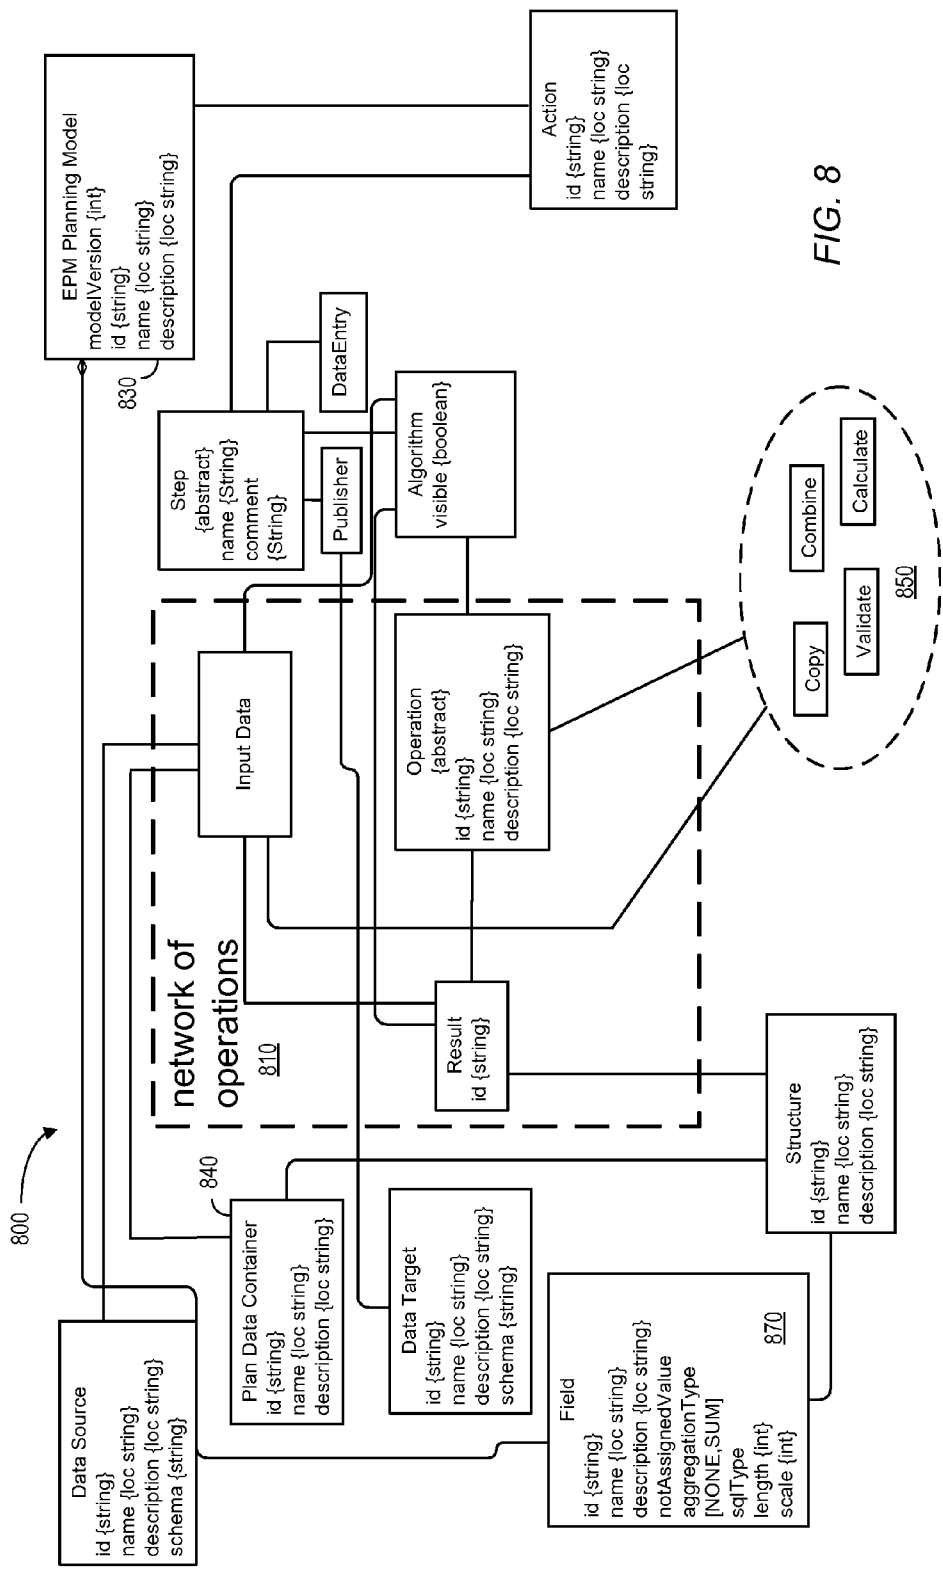 800
Data Source
id {string}
name {loc string}
description {loc string}
schema {string}
840
Plan Data Container
id {string}
name {loc string}
description {loc string}
Data Target
id {string}
name {loc string}
description {loc string}
schema {string}
Field
id {string}
name {loc string}
description {loc string}
notAssignedValue
aggregationType
[NONE,SUM]
sqlType
length {int}
scale {int}
870
Structure
id {string}
name {loc string}
description {loc string}
network of
operations
810
Input Data
Result
id {string}
Operation
{abstract}
id {string}
name {loc string}
description {loc string}
Step
{abstract}
name {String}
comment
{String}
Publisher
DataEntry
Algorithm
visible {boolean}
830
EPM Planning Model
modelVersion {int}
id {string}
name {loc string}
description {loc string}
Action
id {string}
name {loc string}
description {loc
string}
Copy
Combine
Validate
Calculate
850
FIG. 8